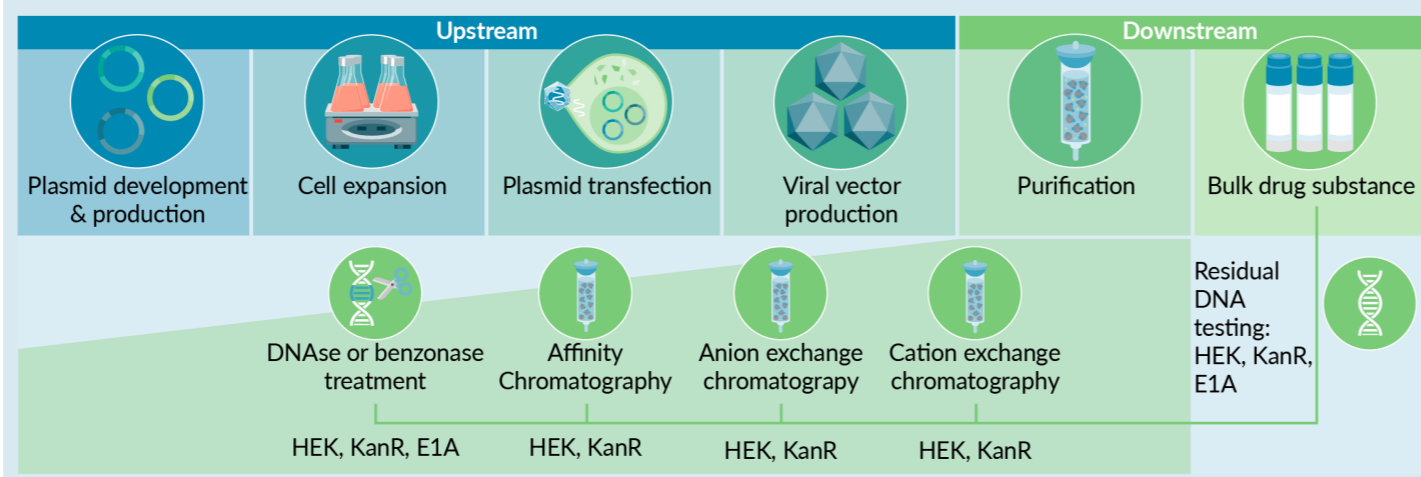 Upstream
Downstream
Plasmid development
& production
Cell expansion
Plasmid transfection
Viral vector
production
Purification
Bulk drug substance
DNAse or benzonase
treatment
Affinity
Chromatography
Anion exchange
chromatograpy
Cation exchange
chromatography
Residual
DNA
testing:
HEK, KanR,
E1A
HEK, KanR, E1A
HEK, KanR
HEK, KanR
HEK, KanR